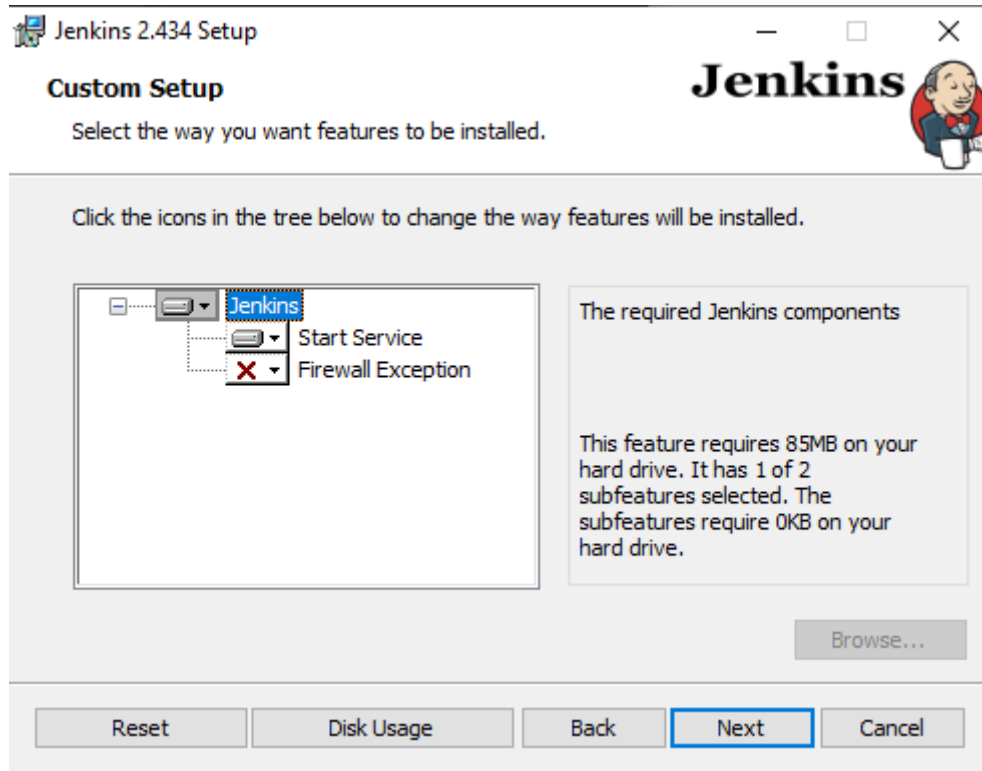 Jenkins 2.434 Setup
Jenkins
Custom Setup
Select the way you want features to be installed.
Click the icons in the tree below to change the way features will be installed.
Jenkins
Start Service
Firewall Exception
The required Jenkins components
This feature requires 85MB on your
hard drive. It has 1 of 2
subfeatures selected. The
subfeatures require 0KB on your
hard drive.
Browse...
Reset
Disk Usage
Back
Next
Cancel